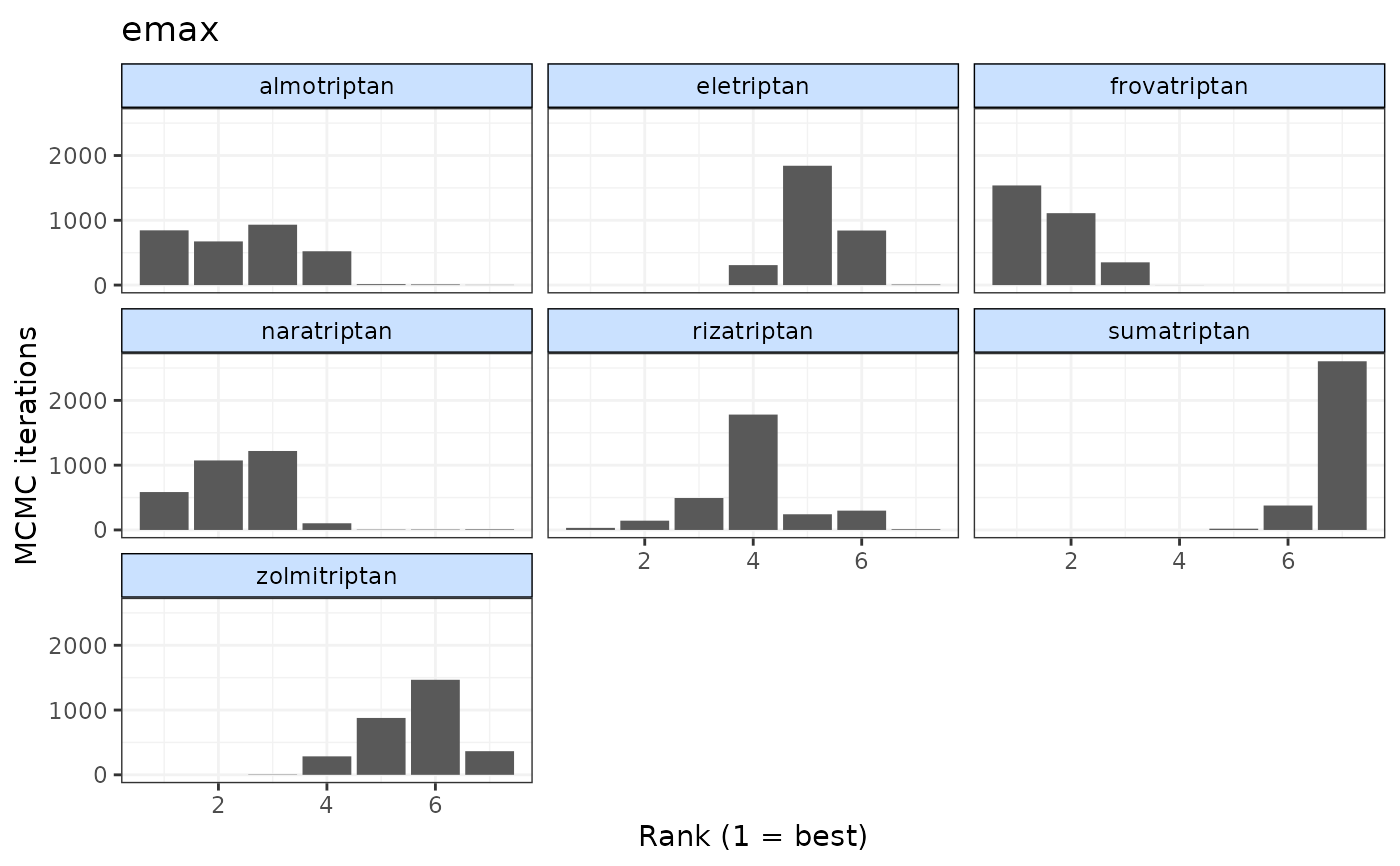 emax
almotriptan eletriptan frovatriptan
2000
1000
0
naratriptan rizatriptan sumatriptan
2000
1000
0
2 4 6 2 4 6
MCMC iterations
zolmitriptan
2000
1000
0
2 4 6
Rank (1 = best)